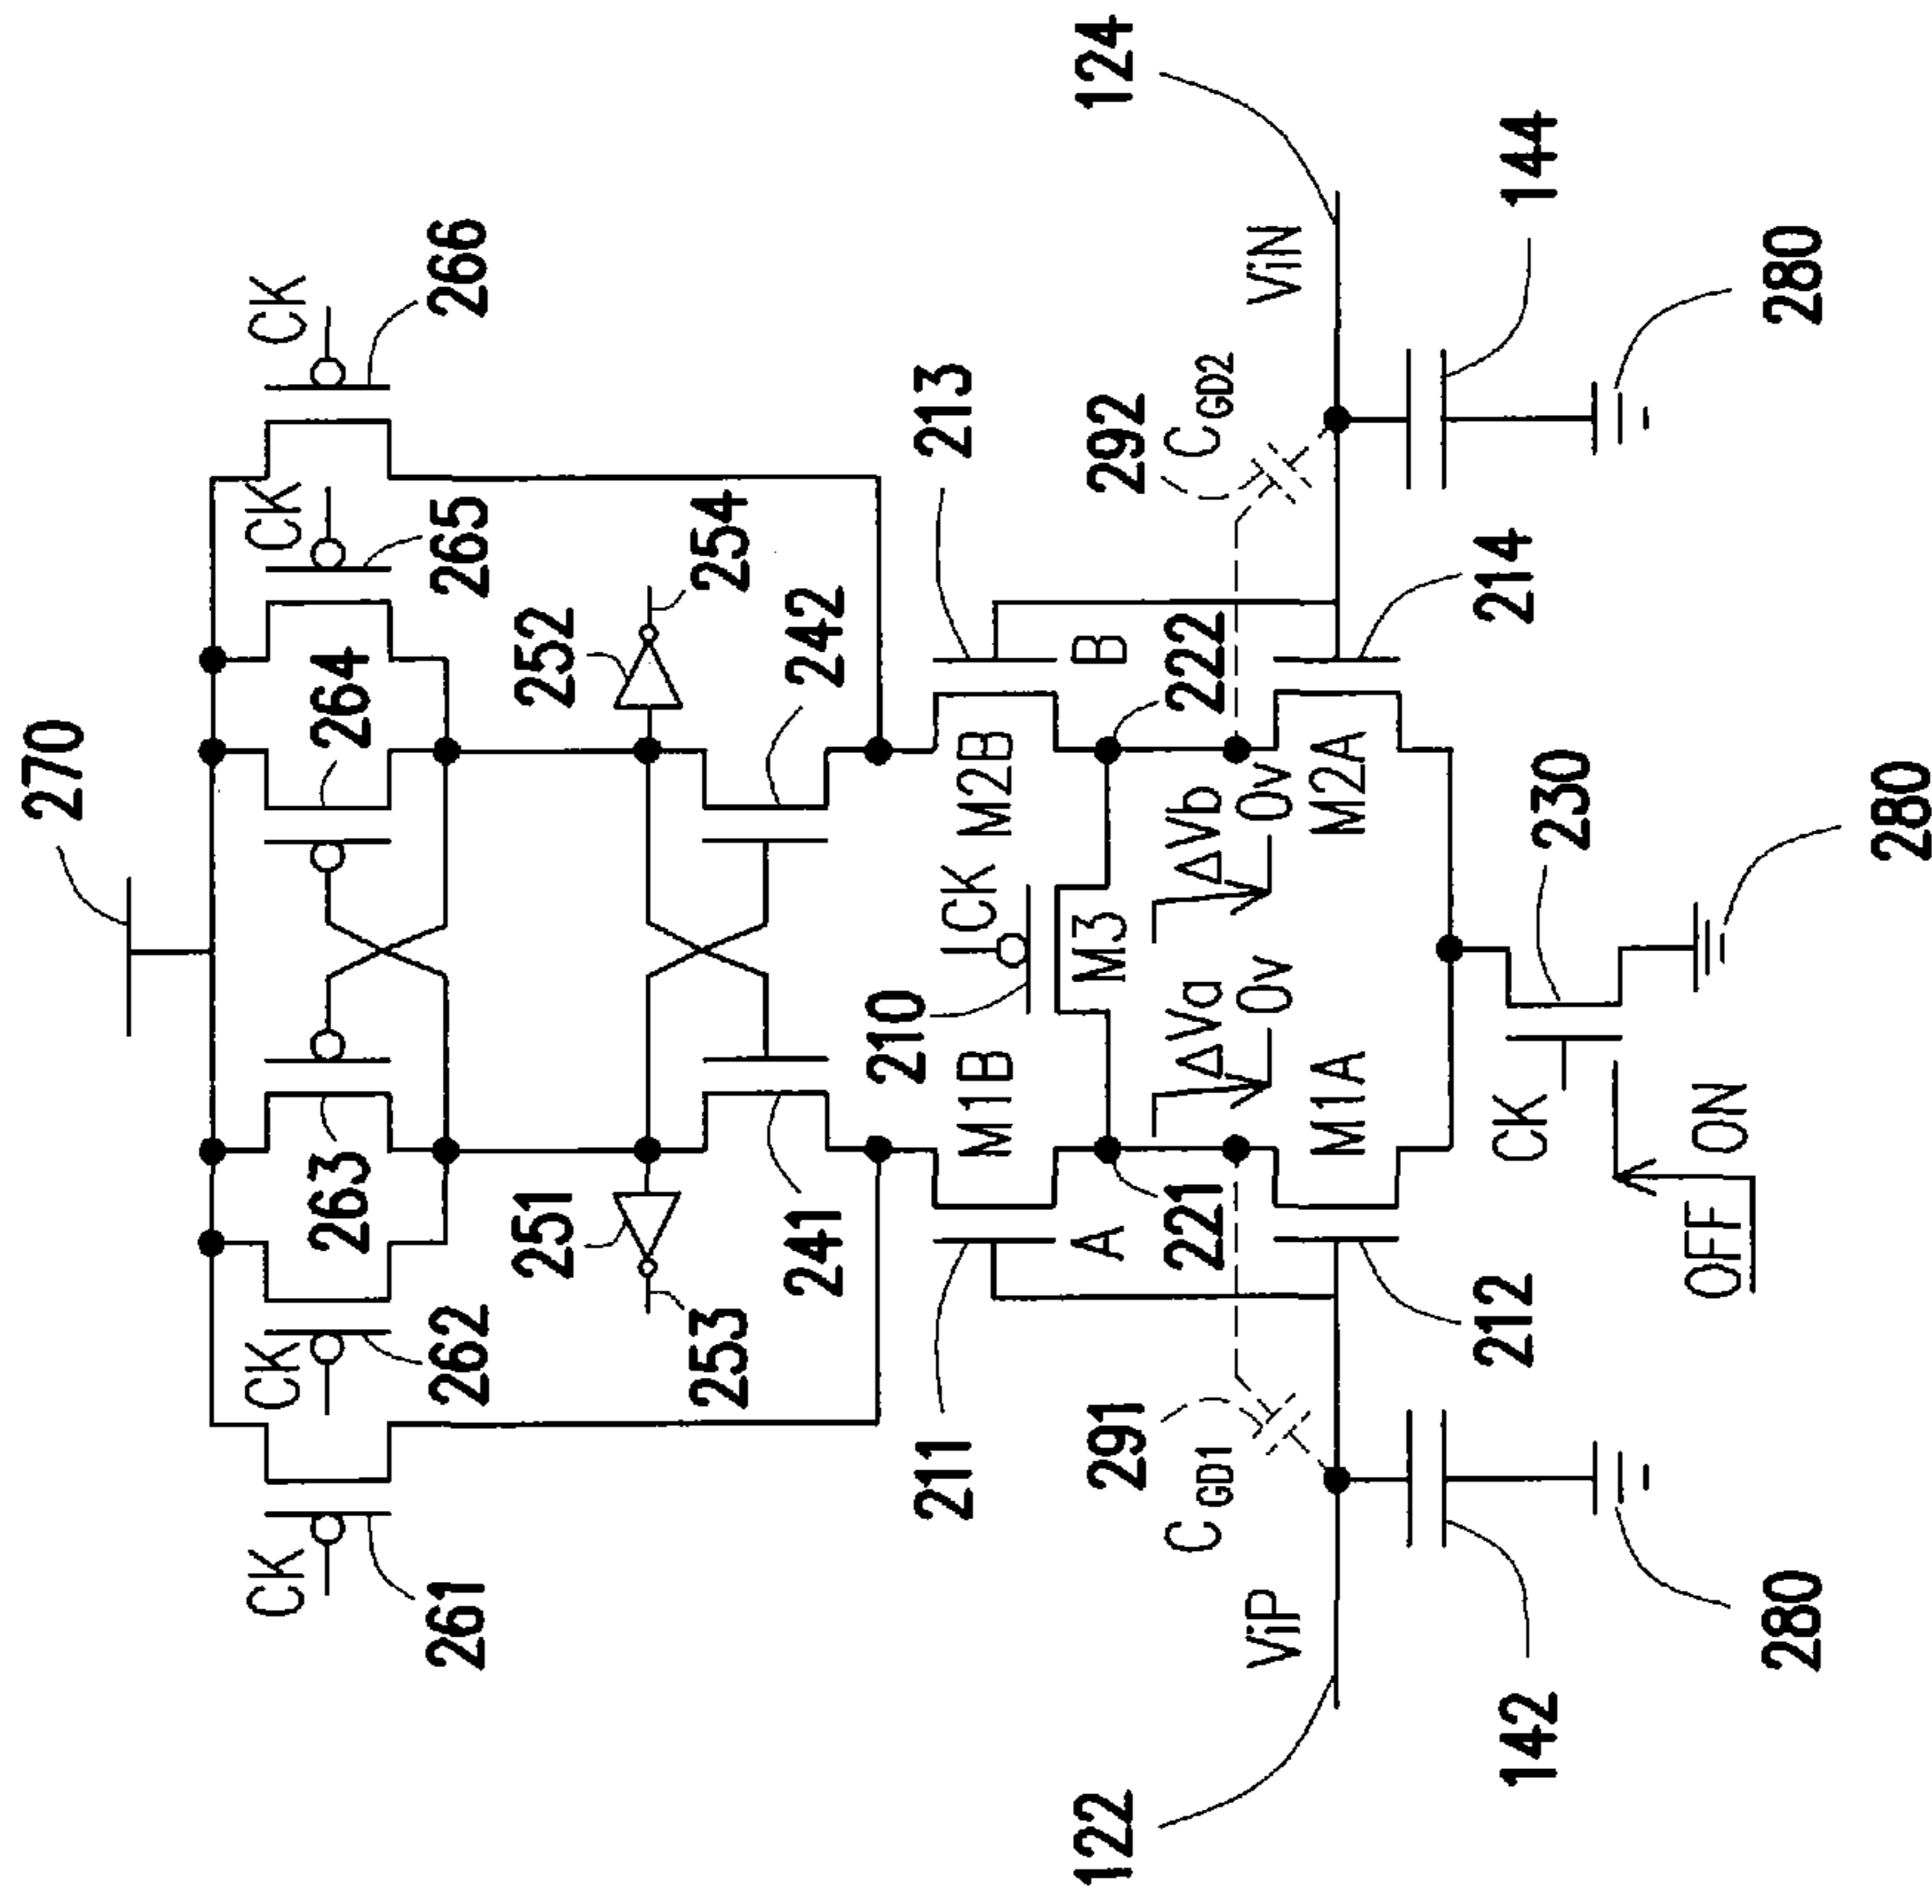 270
CK
261
CK
262
263
264
CK
265
CK
266
251
253
252
254
241
242
211
M1B
210
CK
M3
M2B
213
A
B
221
222
122
ViP
CGD1
291
ΔVa
0v
ΔVb
0v
292
CGD2
ViN
124
M1A
M2A
212
214
142
144
CK
230
OFF
ON
280
280
280